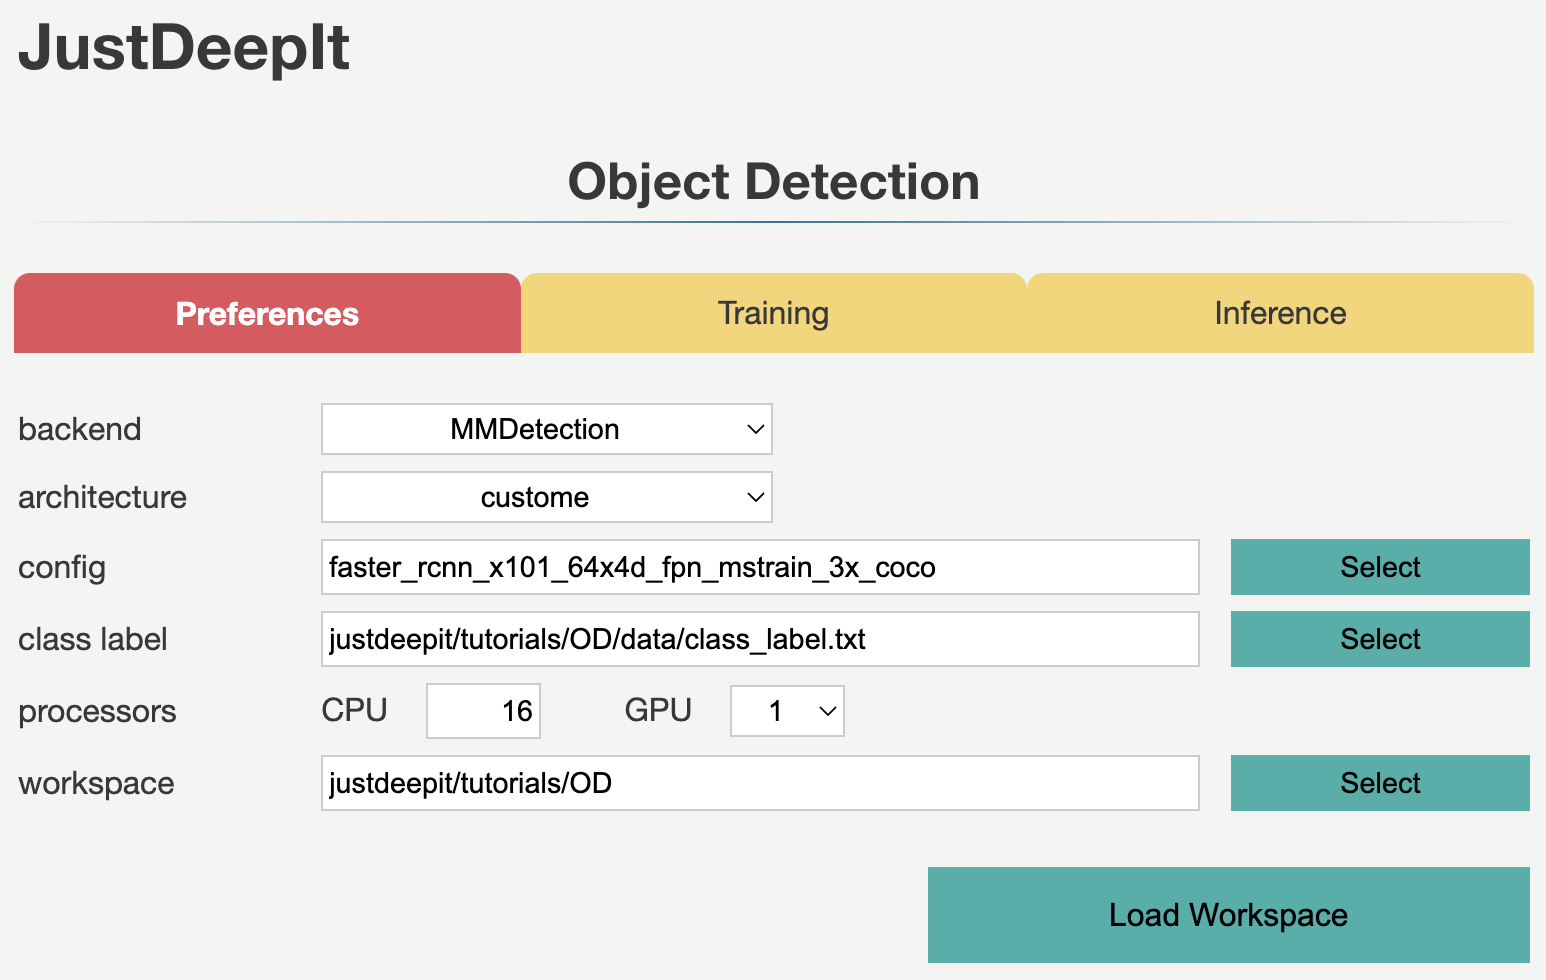 JustDeepIt
Object Detection
Preferences Training Inference
backend MMDetection
architecture custome
config faster_rcnn_x101_64x4d_fpn_mstrain_3x_coco Select
class label justdeepit/tutorials/OD/data/class_label.txt Select
processors CPU 16 GPU 1
workspace justdeepit/tutorials/OD Select
Load Workspace